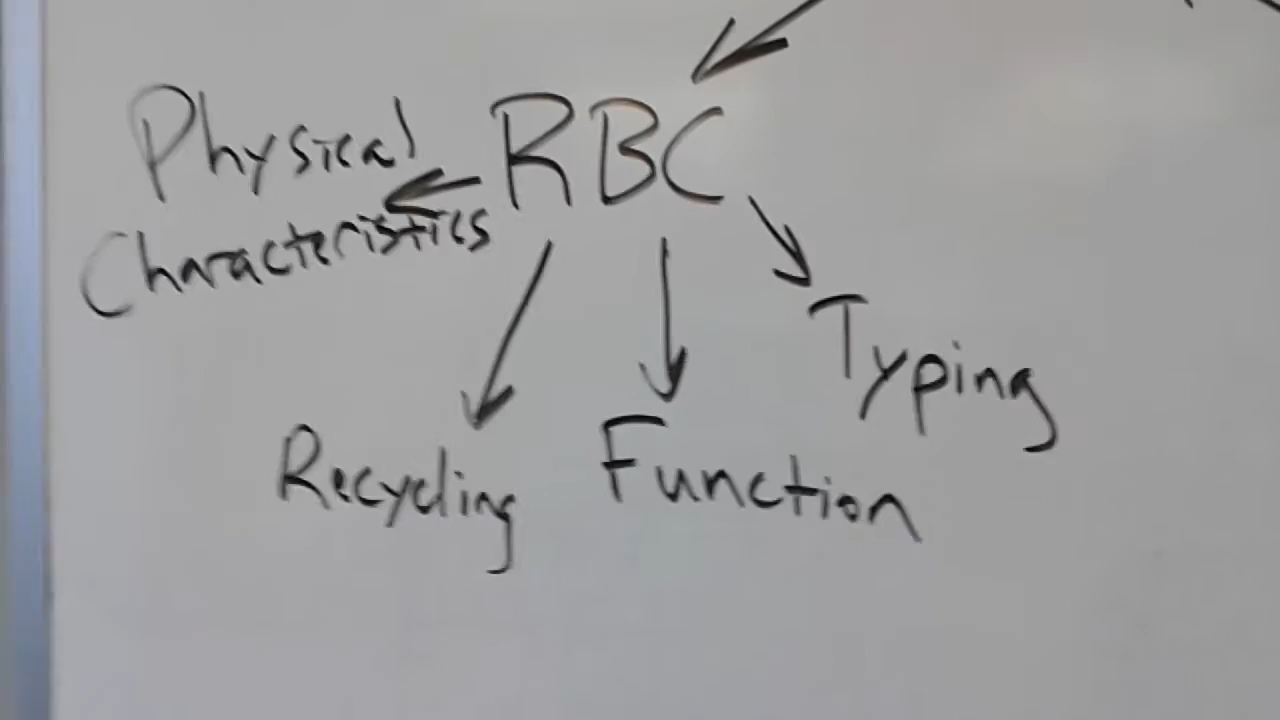 Physical
Characteristics
RBC
Recycling
Function
Typing